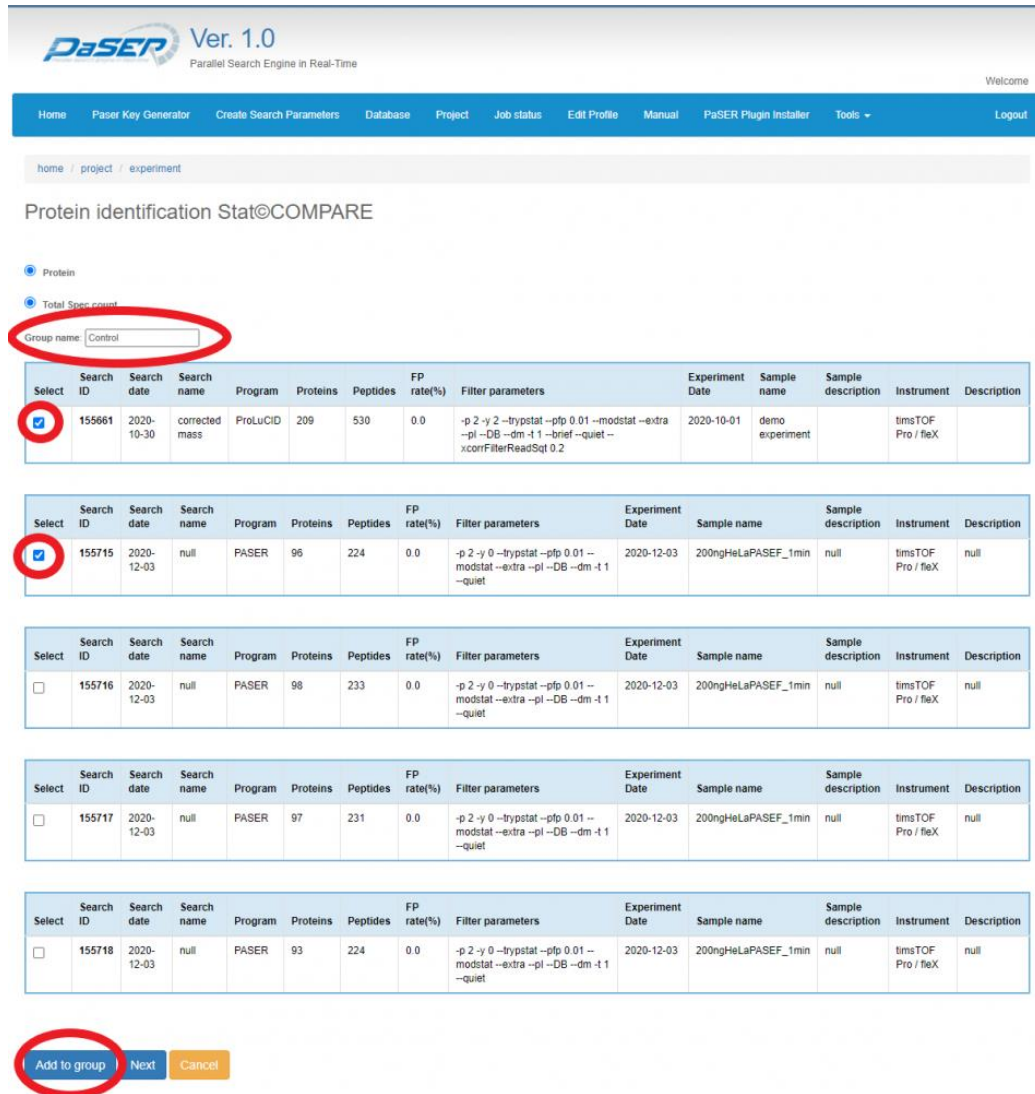 PaSER Ver. 1.0
Parallel Search Engine in Real-Time
Welcome
Home Paser Key Generator Create Search Parameters Database Project Job status Edit Profile Manual PaSER Plugin Installer Tools Logout
home / project / experiment
Protein identification Stat©COMPARE
Protein
Total Spec count
Group name: Control
Select Search ID Search date Search name Program Proteins Peptides FP rate(%) Filter parameters Experiment Date Sample name Sample description Instrument Description
155661 2020-10-30 corrected mass ProLuCID 209 530 0.0 -p 2 -y 2 --trypstat --pfp 0.01 --modstat --extra --pI --DB --dm -t 1 --brief --quiet --xcorrFilterReadSqt 0.2 2020-10-01 demo experiment timsTOF Pro / fleX
Select Search ID Search date Search name Program Proteins Peptides FP rate(%) Filter parameters Experiment Date Sample name Sample description Instrument Description
155715 2020-12-03 null PASER 96 224 0.0 -p 2 -y 0 --trypstat --pfp 0.01 --modstat --extra --pI --DB --dm -t 1 --quiet 2020-12-03 200ngHeLaPASEF_1min null timsTOF Pro / fleX null
Select Search ID Search date Search name Program Proteins Peptides FP rate(%) Filter parameters Experiment Date Sample name Sample description Instrument Description
155716 2020-12-03 null PASER 98 233 0.0 -p 2 -y 0 --trypstat --pfp 0.01 --modstat --extra --pI --DB --dm -t 1 --quiet 2020-12-03 200ngHeLaPASEF_1min null timsTOF Pro / fleX null
Select Search ID Search date Search name Program Proteins Peptides FP rate(%) Filter parameters Experiment Date Sample name Sample description Instrument Description
155717 2020-12-03 null PASER 97 231 0.0 -p 2 -y 0 --trypstat --pfp 0.01 --modstat --extra --pI --DB --dm -t 1 --quiet 2020-12-03 200ngHeLaPASEF_1min null timsTOF Pro / fleX null
Select Search ID Search date Search name Program Proteins Peptides FP rate(%) Filter parameters Experiment Date Sample name Sample description Instrument Description
155718 2020-12-03 null PASER 93 224 0.0 -p 2 -y 0 --trypstat --pfp 0.01 --modstat --extra --pI --DB --dm -t 1 --quiet 2020-12-03 200ngHeLaPASEF_1min null timsTOF Pro / fleX null
Add to group Next Cancel